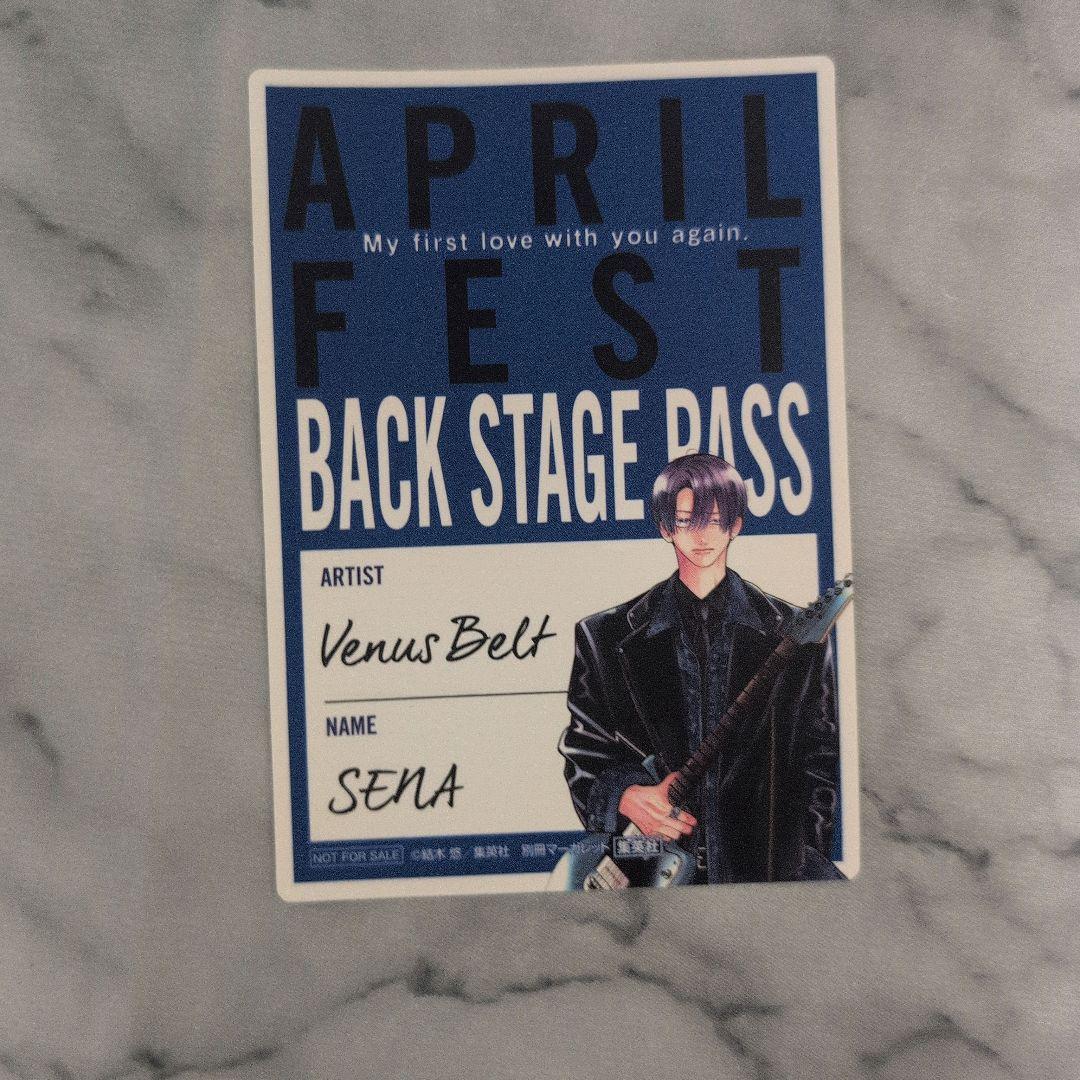 APRIL
My first love with you again.
FEST
BACK STAGE PASS
ARTIST
Venus Belt
NAME
SENA
NOT FOR SALE ©結木 悠／集英社 別冊マーガレット 集英社